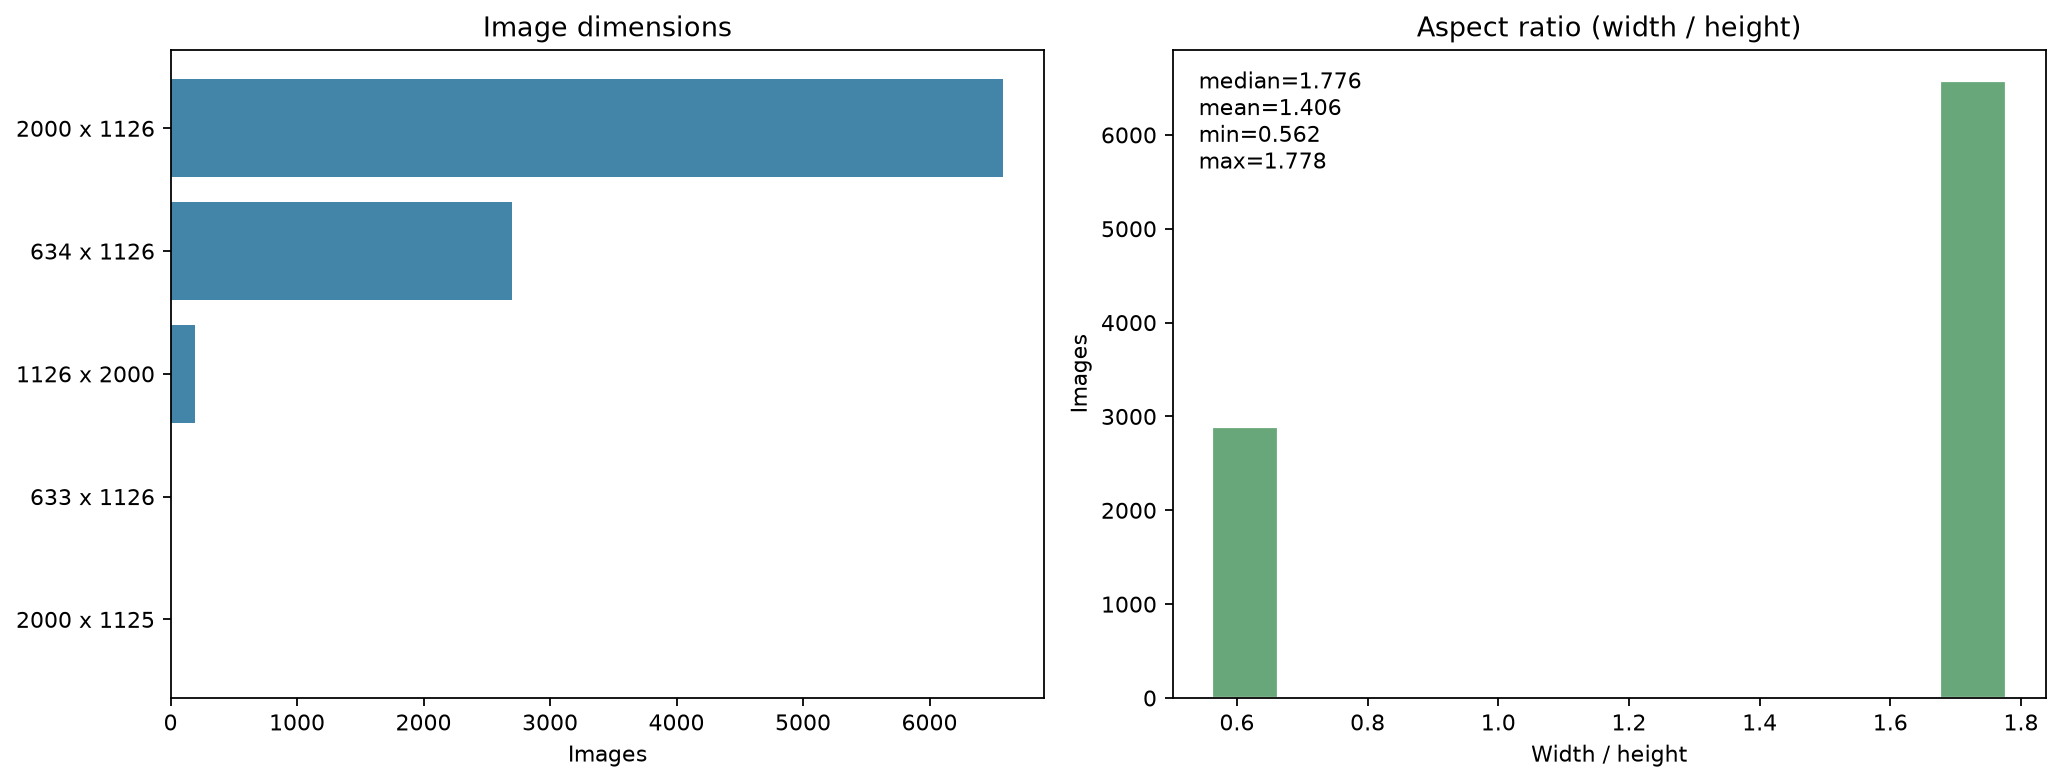 Image dimensions
2000 x 1126
634 x 1126
1126 x 2000
633 x 1126
2000 x 1125
0 1000 2000 3000 4000 5000 6000
Images
Aspect ratio (width / height)
median=1.776
mean=1.406
min=0.562
max=1.778
Images
6000
5000
4000
3000
2000
1000
0
0.6 0.8 1.0 1.2 1.4 1.6 1.8
Width / height